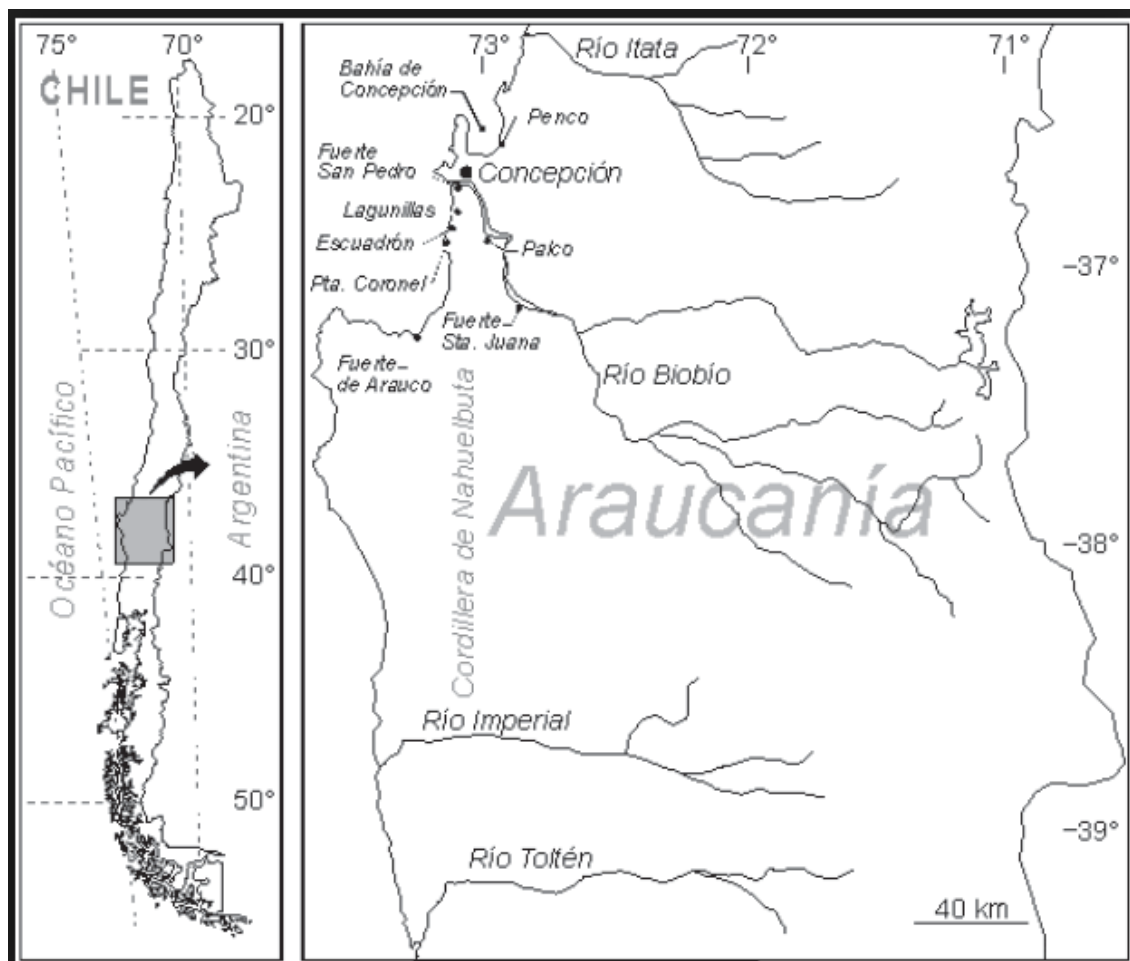 75°
70°
CHILE
20°
30°
40°
50°
Océano Pacífico
Argentina
73°
72°
71°
Río Itata
Bahía de
Concepción
Penco
Fuerte
San Pedro
Concepción
Lagunillas
Escuadrón
Palco
Pta. Coronel
Fuerte
Sta. Juana
Fuerte
de Arauco
Río Biobío
Cordillera de Nahuelbuta
Araucanía
Río Imperial
Río Toltén
–37°
–38°
–39°
40 km